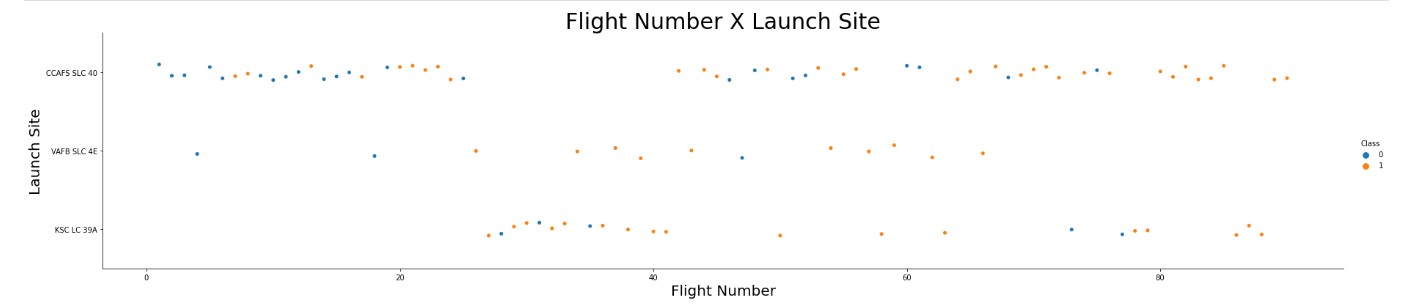 Flight Number X Launch Site
Launch Site
CCAFS SLC 40
VAFB SLC 4E
KSC LC 39A
Class
0
1
0 20 40 60 80
Flight Number